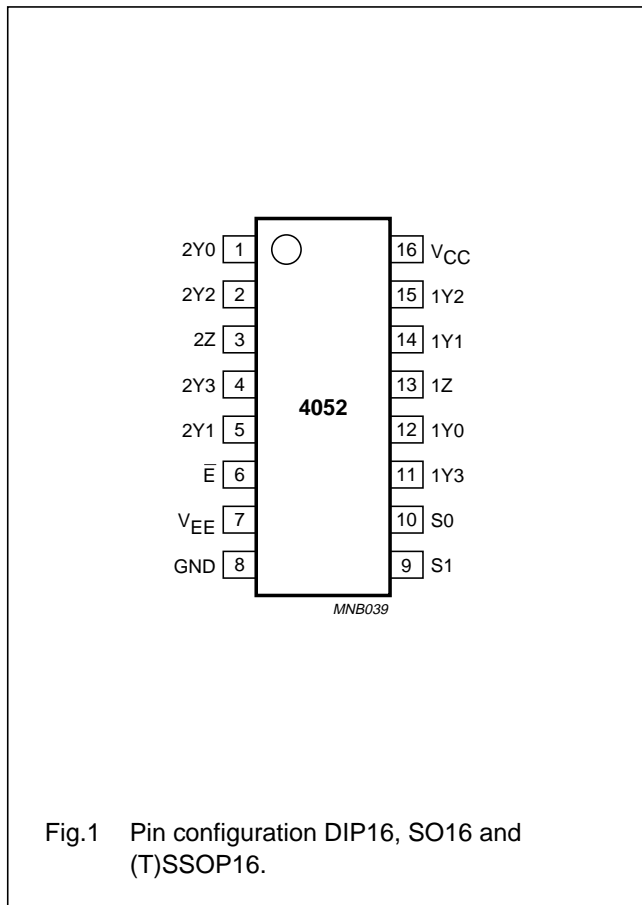 2Y0 1 16 VCC
2Y2 2 15 1Y2
2Z 3 14 1Y1
2Y3 4 13 1Z
4052
2Y1 5 12 1Y0
E̅ 6 11 1Y3
VEE 7 10 S0
GND 8 9 S1
MNB039
Fig.1 Pin configuration DIP16, SO16 and
(T)SSOP16.